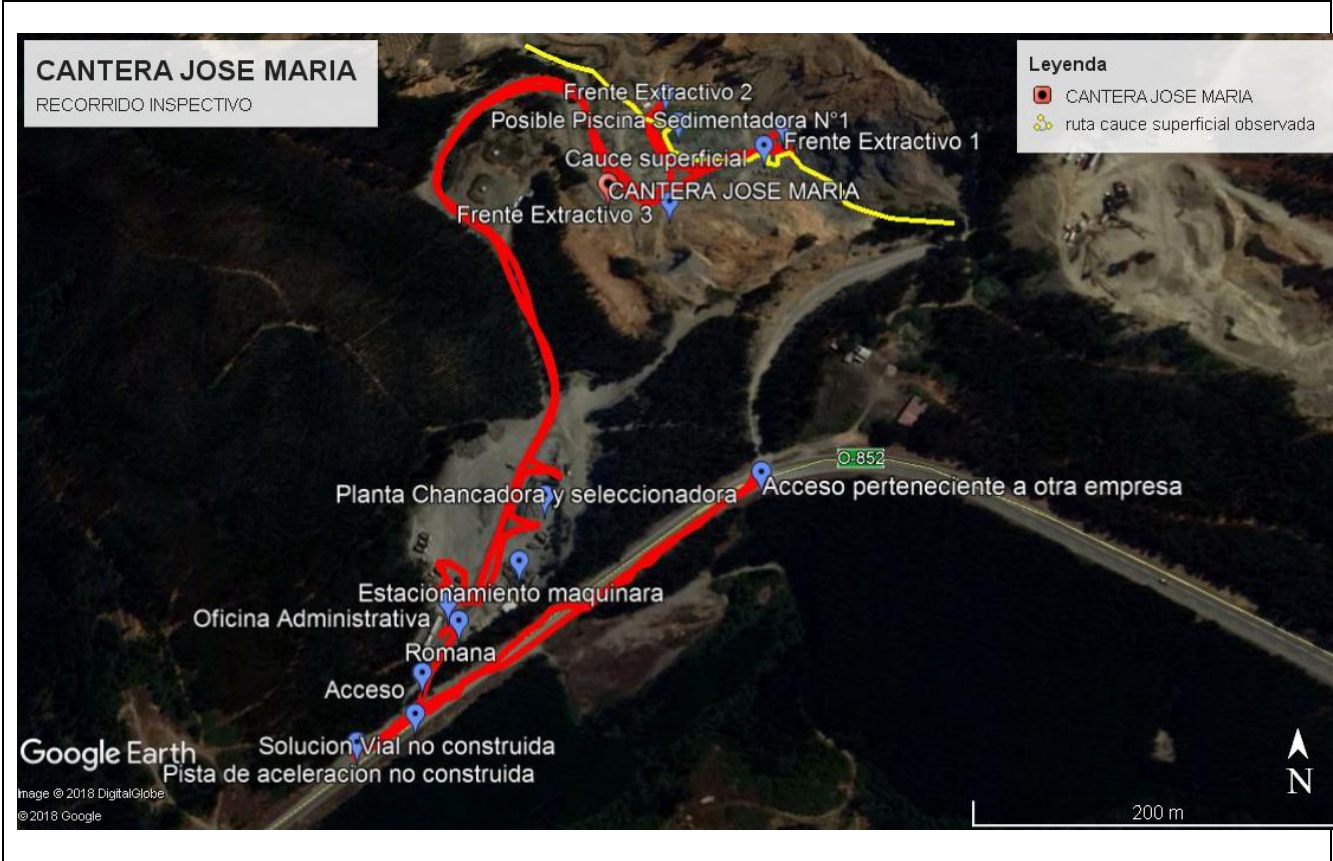 CANTERA JOSE MARIA
RECORRIDO INSPECTIVO
Leyenda
CANTERA JOSE MARIA
ruta cauce superficial observada
Frente Extractivo 2
Posible Piscina Sedimentadora N°1
Frente Extractivo 1
Cauce superficial
CANTERA JOSE MARIA
Frente Extractivo 3
O-852
Planta Chancadora y seleccionadora
Acceso perteneciente a otra empresa
Estacionamiento maquinara
Oficina Administrativa
Romana
Acceso
Solucion Vial no construida
Pista de aceleracion no construida
Google Earth
Image © 2018 DigitalGlobe
© 2018 Google
N
200 m